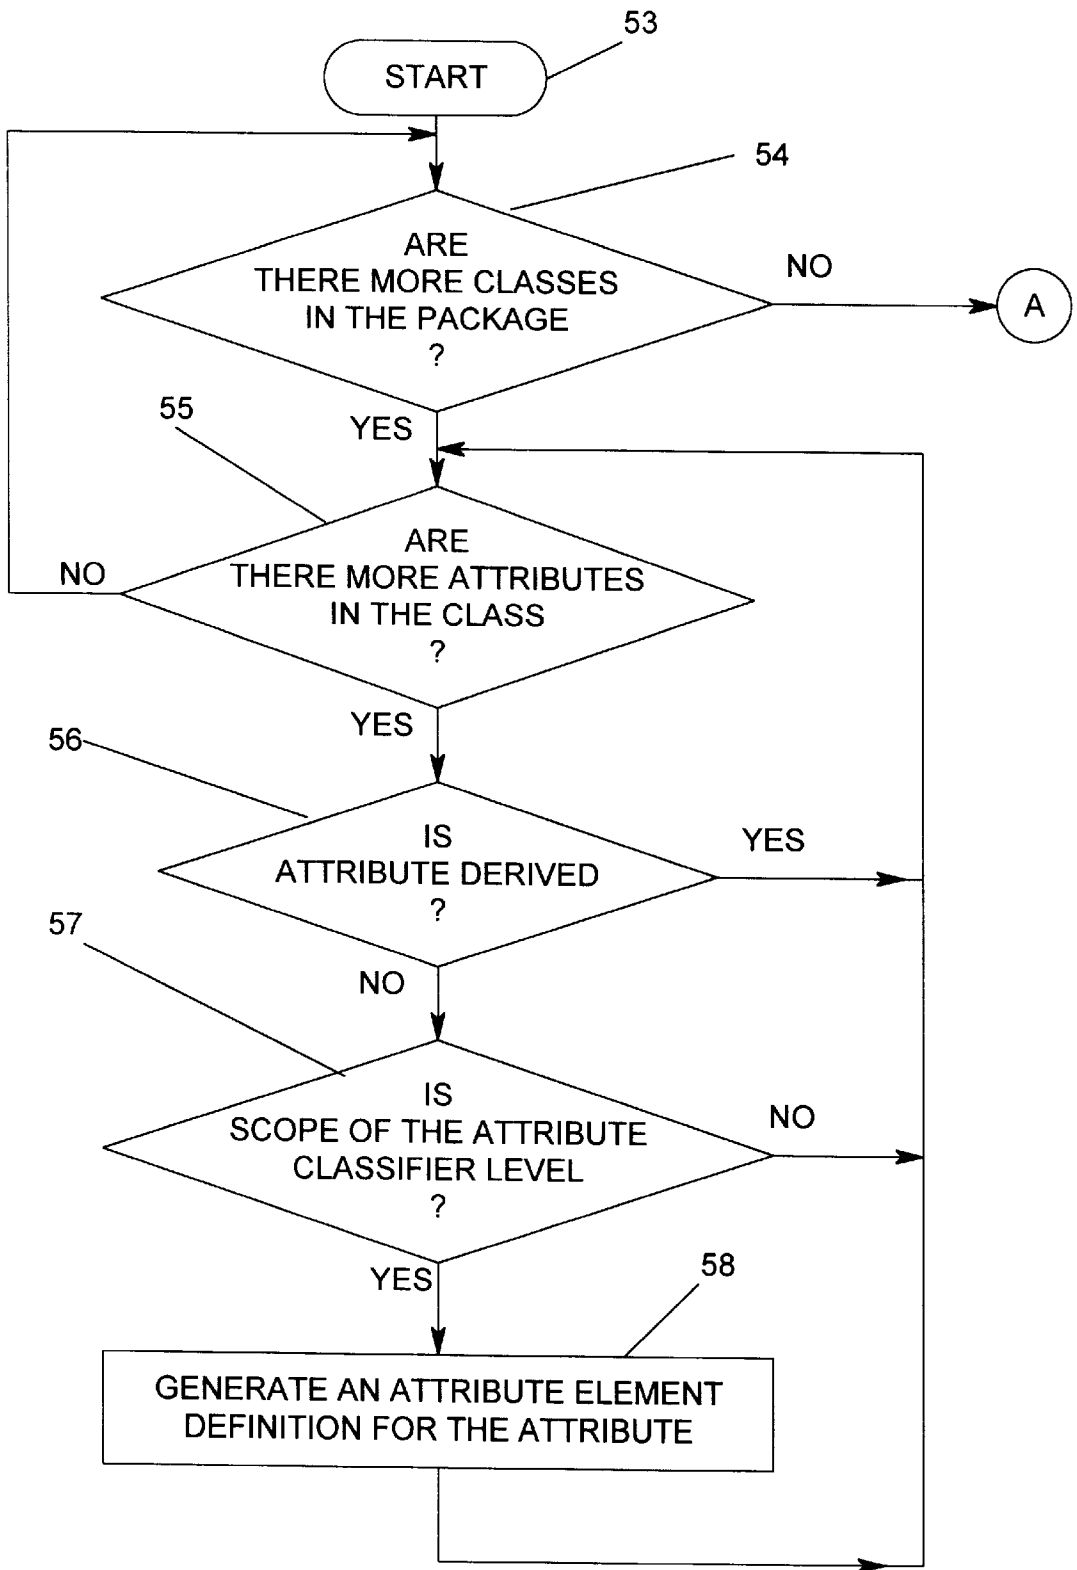 53
START
54
ARE
THERE MORE CLASSES
IN THE PACKAGE
?
NO
A
YES
55
ARE
THERE MORE ATTRIBUTES
IN THE CLASS
?
NO
YES
56
IS
ATTRIBUTE DERIVED
?
YES
NO
57
IS
SCOPE OF THE ATTRIBUTE
CLASSIFIER LEVEL
?
NO
YES
58
GENERATE AN ATTRIBUTE ELEMENT
DEFINITION FOR THE ATTRIBUTE